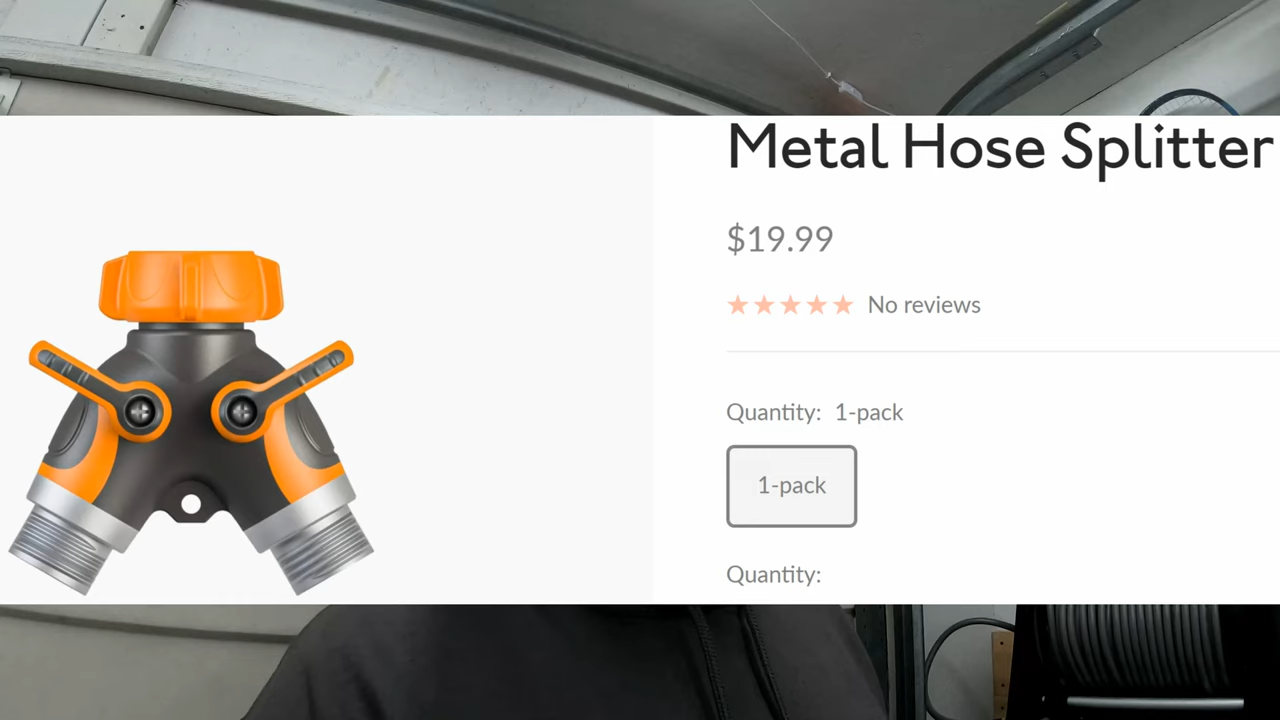 Metal Hose Splitter
$19.99
No reviews
Quantity: 1-pack
1-pack
Quantity: